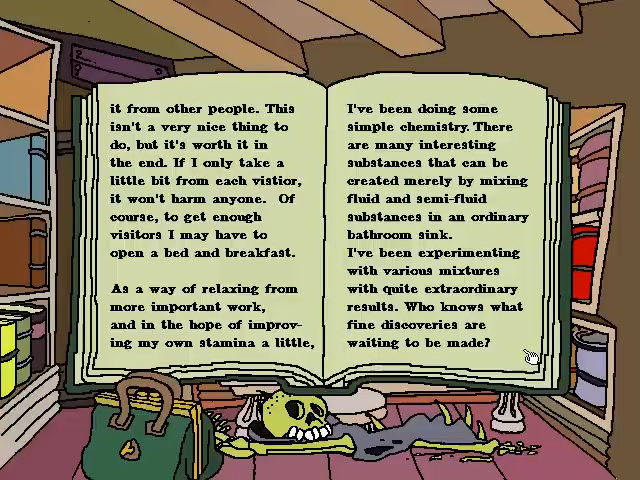 it from other people. This
isn't a very nice thing to
do, but it's worth it in
the end. If I only take a
little bit from each vistior,
it won't harm anyone. Of
course, to get enough
visitors I may have to
open a bed and breakfast.
As a way of relaxing from
more important work,
and in the hope of improv-
ing my own stamina a little,
I've been doing some
simple chemistry. There
are many interesting
substances that can be
created merely by mixing
fluid and semi-fluid
substances in an ordinary
bathroom sink.
I've been experimenting
with various mixtures
with quite extraordinary
results. Who knows what
fine discoveries are
waiting to be made?